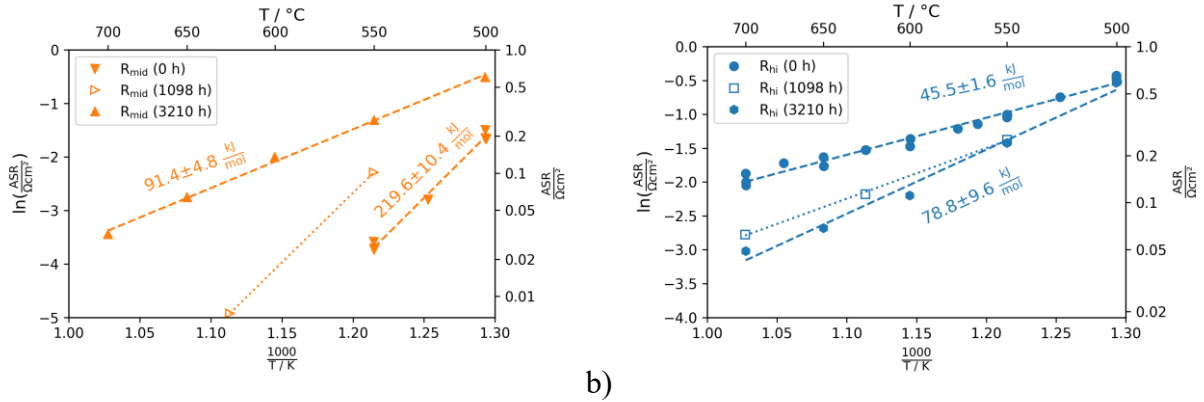 T / °C
700 650 600 550 500
ln(ASR/Ωcm²)
0
-1
-2
-3
-4
-5
R_mid (0 h)
R_mid (1098 h)
R_mid (3210 h)
91.4±4.8 kJ/mol
219.6±10.4 kJ/mol
1.0
0.5
0.2
0.1
0.05
0.02
0.01
ASR/Ωcm²
1.00 1.05 1.10 1.15 1.20 1.25 1.30
1000/T / K
b)
T / °C
700 650 600 550 500
ln(ASR/Ωcm²)
0.0
-0.5
-1.0
-1.5
-2.0
-2.5
-3.0
-3.5
-4.0
R_hi (0 h)
R_hi (1098 h)
R_hi (3210 h)
45.5±1.6 kJ/mol
78.8±9.6 kJ/mol
1.0
0.5
0.2
0.1
0.05
0.02
ASR/Ωcm²
1.00 1.05 1.10 1.15 1.20 1.25 1.30
1000/T / K